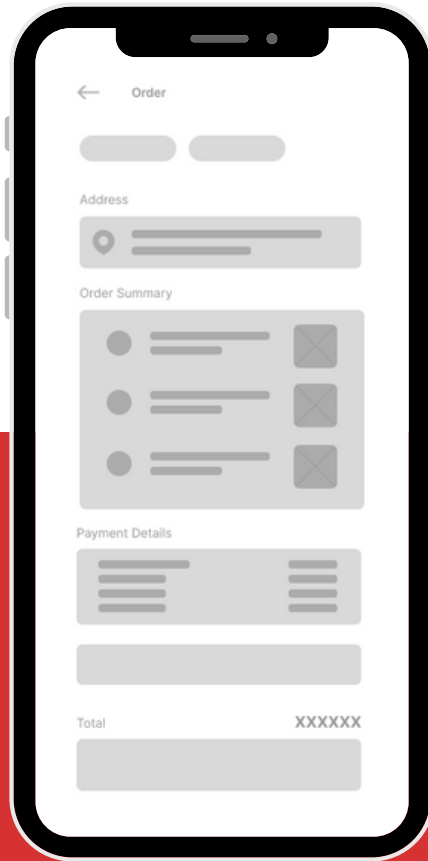 Order
Address
Order Summary
Payment Details
Total XXXXXX